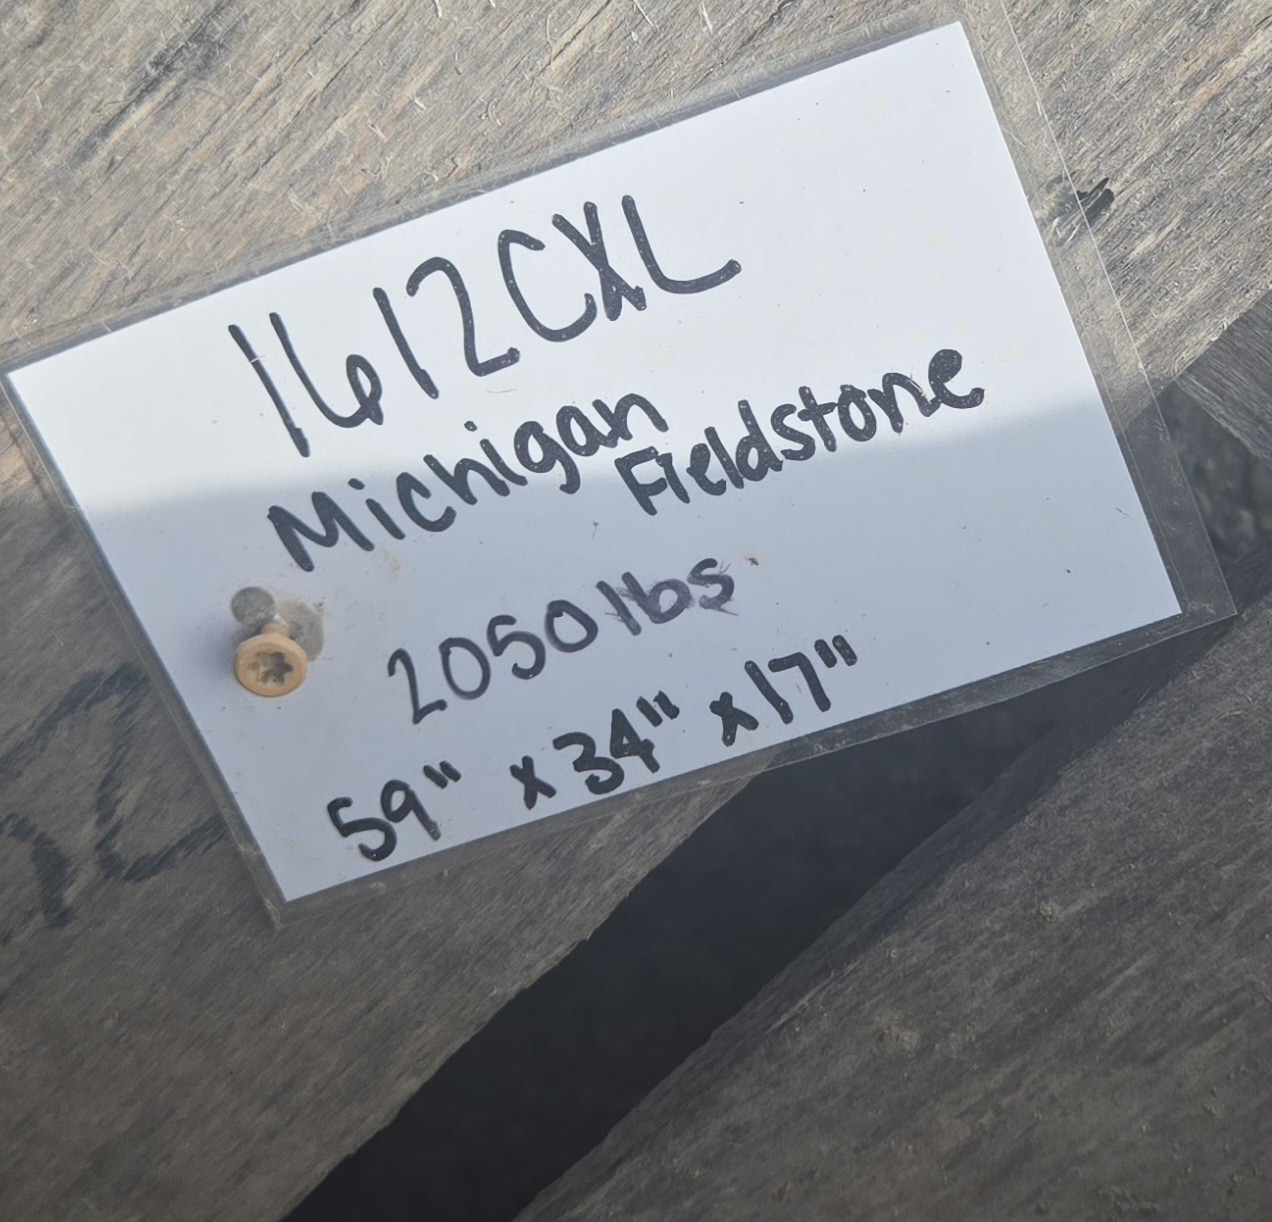 1612CXL
Michigan
Fieldstone
2050 lbs
59" x 34" x 17"